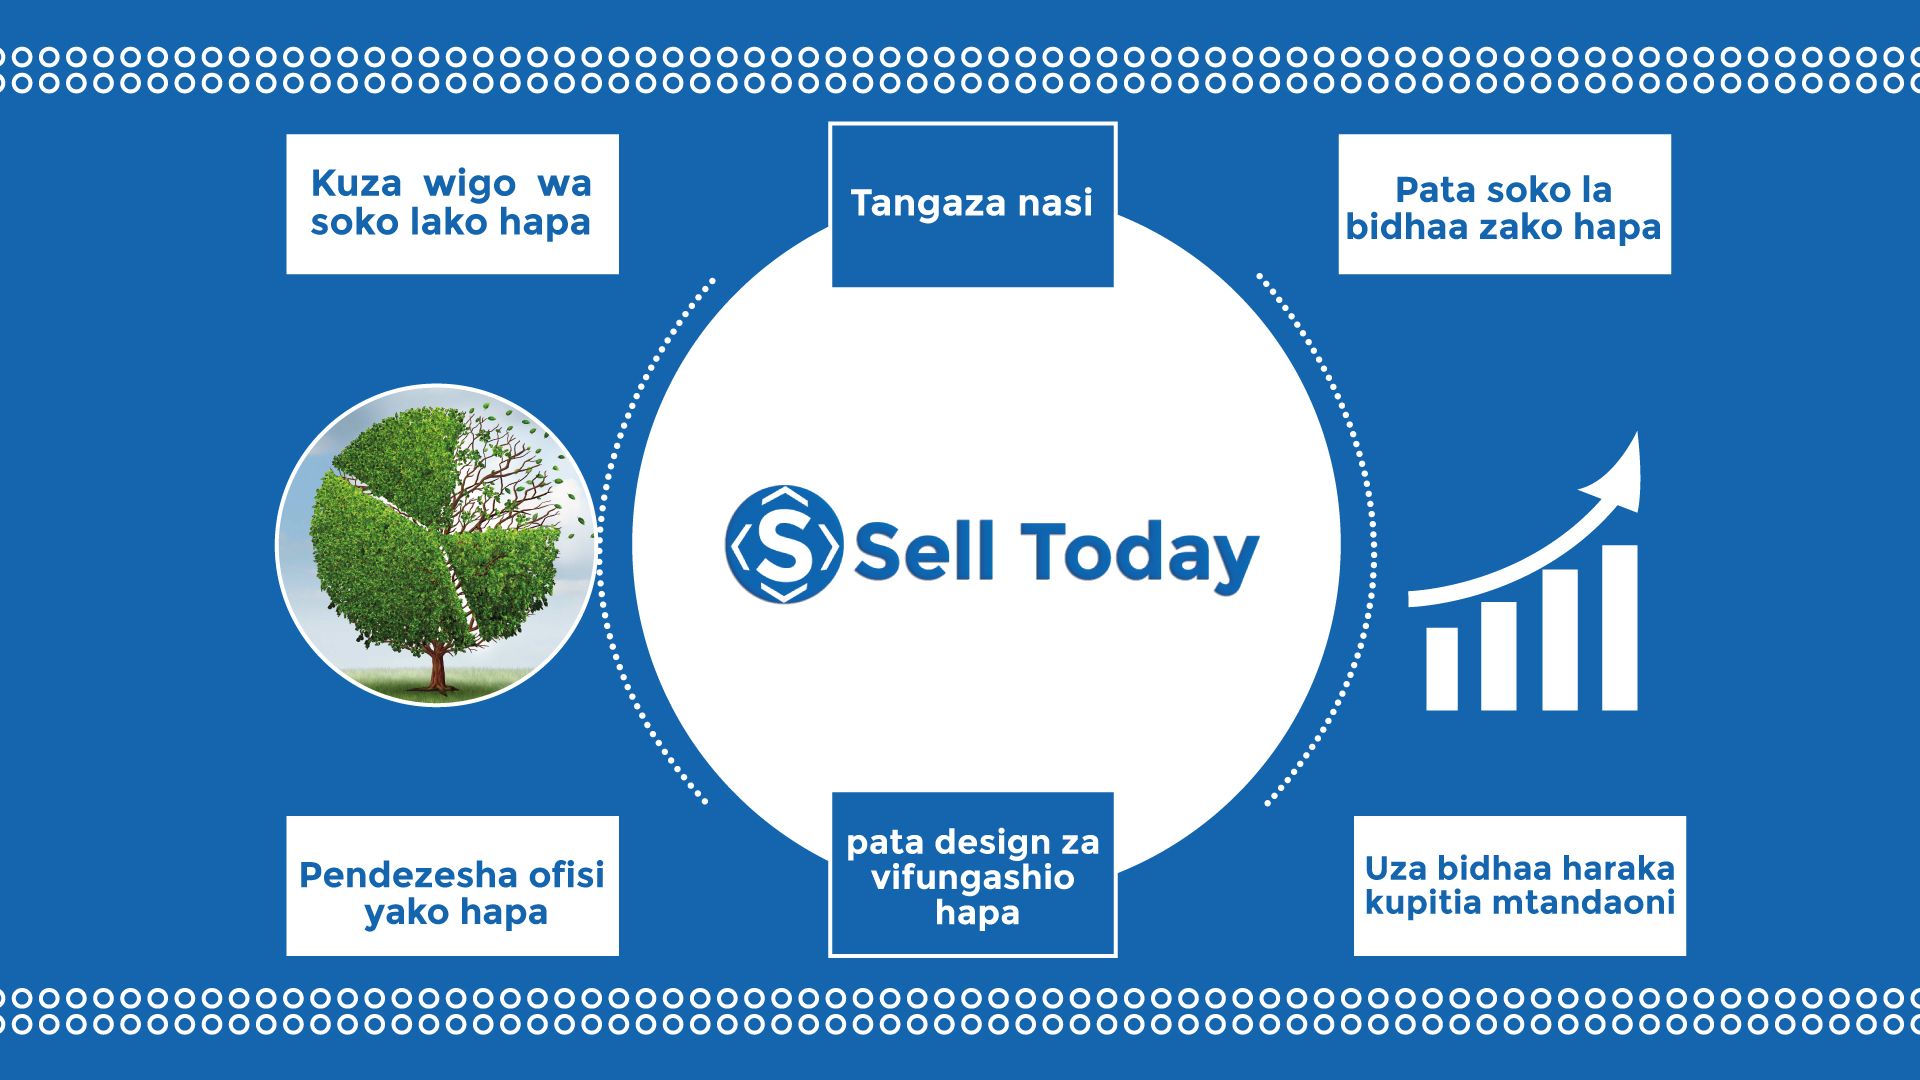 Kuza wigo wa
soko lako hapa
Tangaza nasi
Pata soko la
bidhaa zako hapa
S Sell Today
Pendezesha ofisi
yako hapa
pata design za
vifungashio
hapa
Uza bidhaa haraka
kupitia mtandaoni